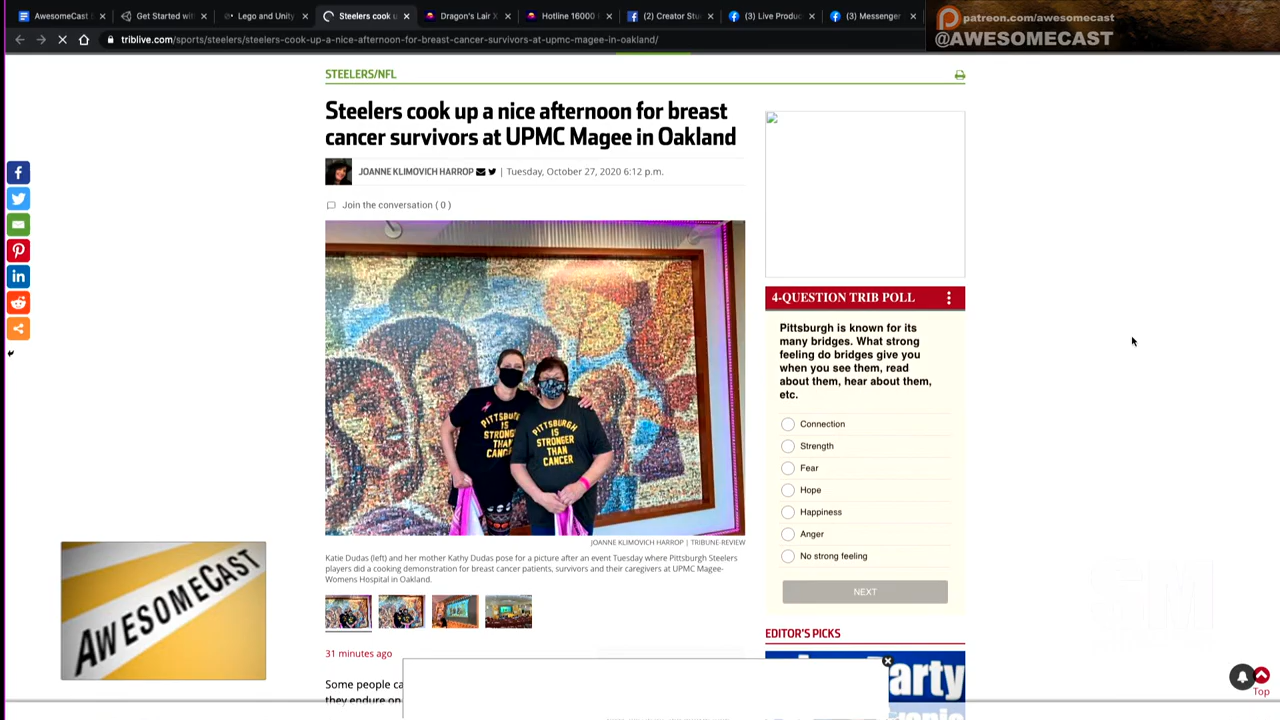 AwesomeCast S
Get Started wi
Lego and Unity
Steelers cook u
Dragon's Lair X
Hotline 16000
(2) Creator Stu
(3) Live Produc
(3) Messenger
patreon.com/awesomecast
@AWESOMECAST
triblive.com/sports/steelers/steelers-cook-up-a-nice-afternoon-for-breast-cancer-survivors-at-upmc-magee-in-oakland/
STEELERS/NFL
Steelers cook up a nice afternoon for breast
cancer survivors at UPMC Magee in Oakland
JOANNE KLIMOVICH HARROP | Tuesday, October 27, 2020 6:12 p.m.
Join the conversation ( 0 )
PITTSBURGH
IS
STRONGER
THAN
CANCER
PITTSBURGH
IS
STRONGER
THAN
CANCER
JOANNE KLIMOVICH HARROP | TRIBUNE-REVIEW
Katie Dudas (left) and her mother Kathy Dudas pose for a picture after an event Tuesday where Pittsburgh Steelers
players did a cooking demonstration for breast cancer patients, survivors and their caregivers at UPMC Magee-
Womens Hospital in Oakland.
31 minutes ago
Some people ca
they endure on
4-QUESTION TRIB POLL
Pittsburgh is known for its
many bridges. What strong
feeling do bridges give you
when you see them, read
about them, hear about them,
etc.
Connection
Strength
Fear
Hope
Happiness
Anger
No strong feeling
NEXT
EDITOR'S PICKS
arty
Top
AWESOMECAST